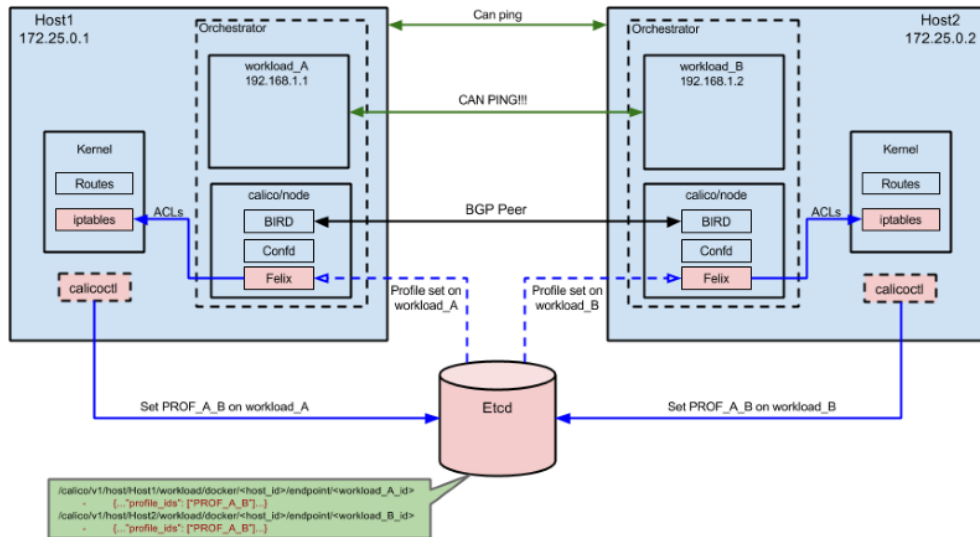 Host1
172.25.0.1
Orchestrator
workload_A
192.168.1.1
Kernel
Routes
iptables
ACLs
calico/node
BIRD
Confd
Felix
calicoctl
Can ping
CAN PING!!!
BGP Peer
Host2
172.25.0.2
Orchestrator
workload_B
192.168.1.2
calico/node
BIRD
Confd
Felix
ACLs
Kernel
Routes
iptables
calicoctl
Profile set on
workload_A
Profile set on
workload_B
Set PROF_A_B on workload_A
Etcd
Set PROF_A_B on workload_B
/calico/v1/host/Host1/workload/docker/<host_id>/endpoint/<workload_A_id>
- {..."profile_ids": ["PROF_A_B"]...}
/calico/v1/host/Host2/workload/docker/<host_id>/endpoint/<workload_B_id>
- {..."profile_ids": ["PROF_A_B"]...}